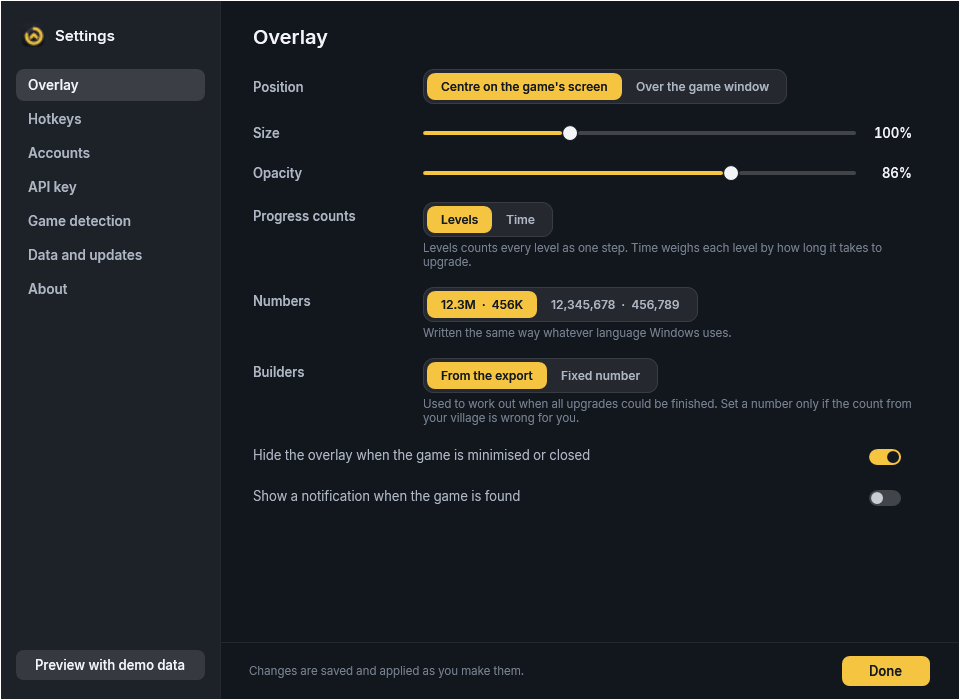 Settings
Overlay
Hotkeys
Accounts
API key
Game detection
Data and updates
About
Preview with demo data
Overlay
Position
Centre on the game's screen
Over the game window
Size
100%
Opacity
86%
Progress counts
Levels
Time
Levels counts every level as one step. Time weighs each level by how long it takes to
upgrade.
Numbers
12.3M · 456K
12,345,678 · 456,789
Written the same way whatever language Windows uses.
Builders
From the export
Fixed number
Used to work out when all upgrades could be finished. Set a number only if the count from
your village is wrong for you.
Hide the overlay when the game is minimised or closed
Show a notification when the game is found
Changes are saved and applied as you make them.
Done